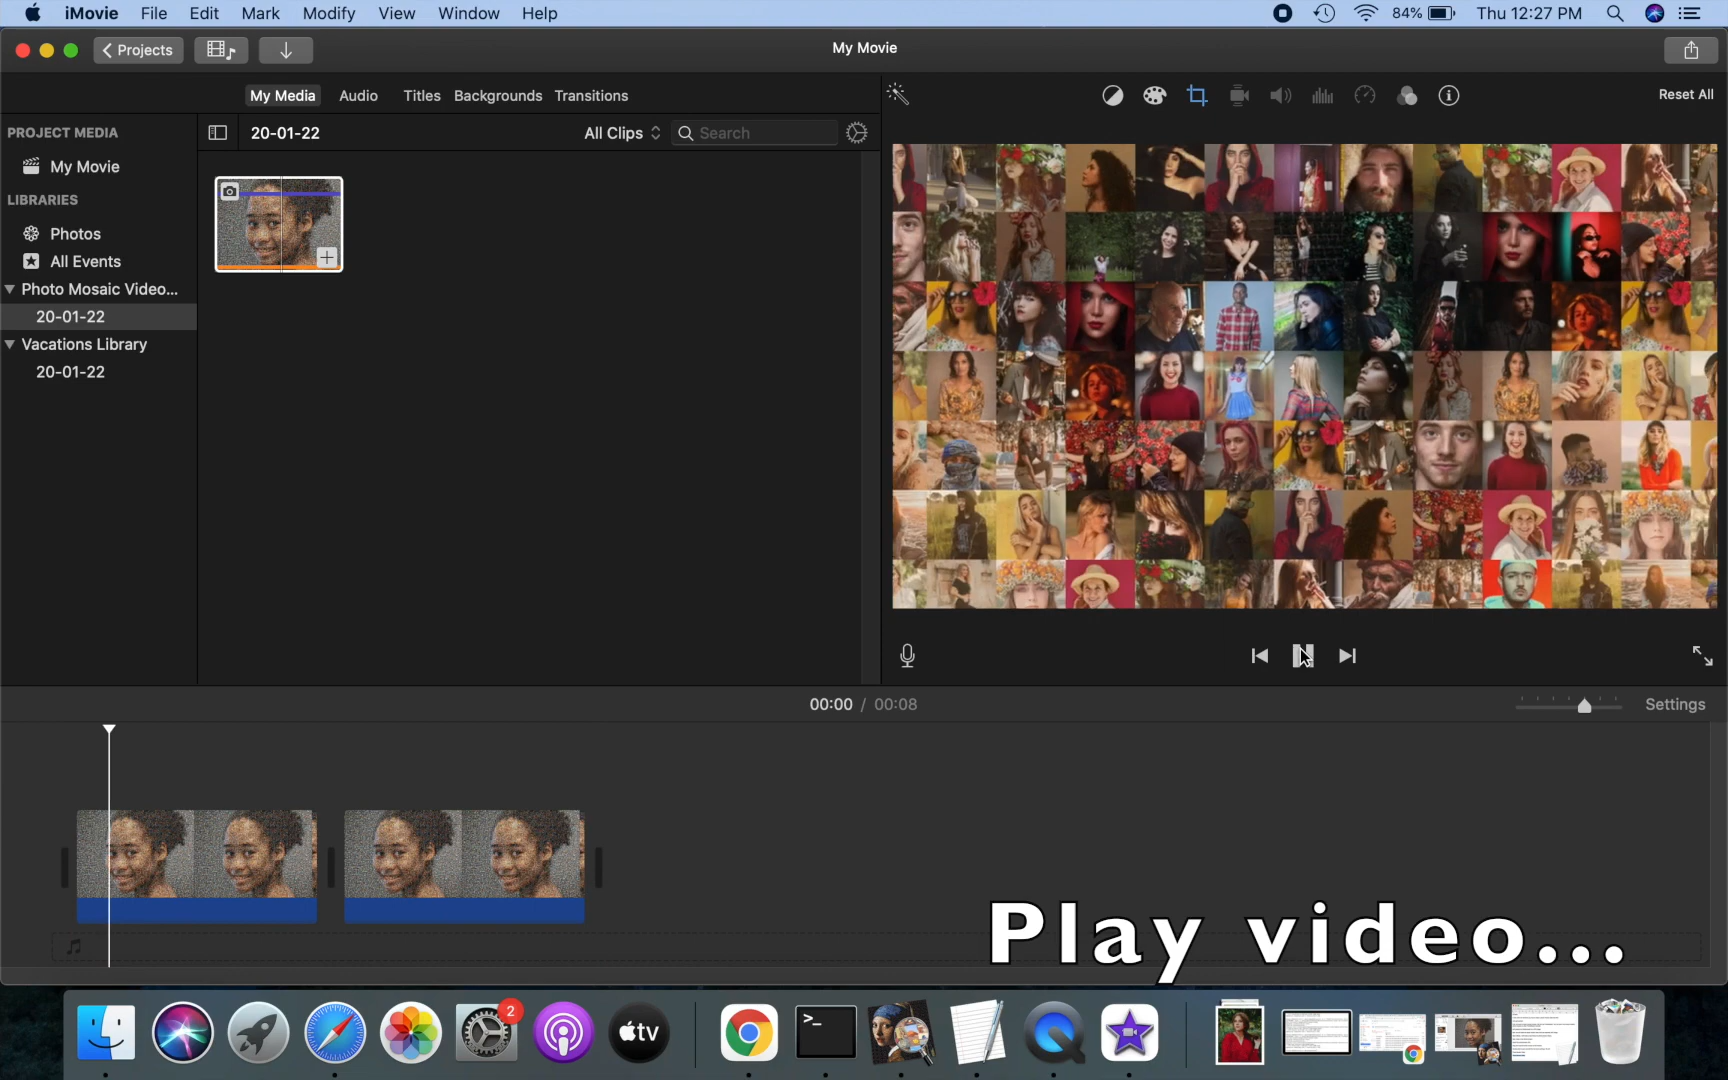 iMovie File Edit Mark Modify View Window Help 84% Thu 12:27 PM
Projects My Movie
My Media Audio Titles Backgrounds Transitions Reset All
PROJECT MEDIA 20-01-22 All Clips Search
My Movie
LIBRARIES
Photos
All Events
Photo Mosaic Video...
20-01-22
Vacations Library
20-01-22
00:00 / 00:08 Settings
Play video...
2
tv
>_